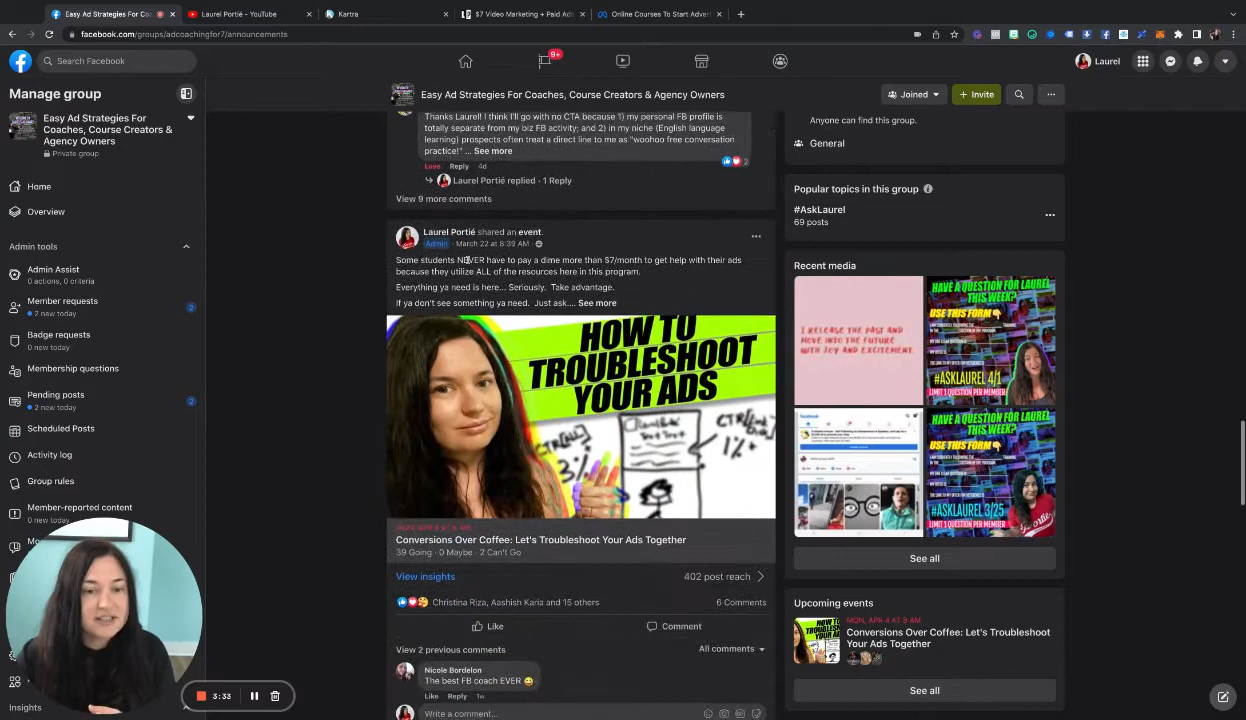 Easy Ad Strategies For Co
Laurel Portié - YouTube
Kartra
$7 Video Marketing + Paid Ad
Online Courses To Start Adver
facebook.com/groups/adcoachingfor7/announcements
Search Facebook
9+
Laurel
Manage group
Easy Ad Strategies For
Coaches, Course Creators &
Agency Owners
Private group
Home
Overview
Admin tools
Admin Assist
0 actions, 0 criteria
Member requests
2 new today
2
Badge requests
0 new today
Membership questions
Pending posts
2 new today
2
Scheduled Posts
Activity log
Group rules
Member-reported content
0 new today
Insights
3:33
Easy Ad Strategies For Coaches, Course Creators & Agency Owners
Joined
+ Invite
Thanks Laurel! I think I'll go with no CTA because 1) my personal FB profile is
totally separate from my biz FB activity; and 2) in my niche (English language
learning) prospects often treat a direct line to me as "woohoo free conversation
practice!" ... See more
2
Love Reply 4d
Laurel Portié replied · 1 Reply
View 9 more comments
Laurel Portié shared an event.
Admin · March 22 at 8:39 AM ·
Some students NEVER have to pay a dime more than $7/month to get help with their ads
because they utilize ALL of the resources here in this program.
Everything ya need is here... Seriously. Take advantage.
If ya don't see something ya need. Just ask.... See more
HOW TO
TROUBLESHOOT
YOUR ADS
CTR[ALL]
3%
1%+
MON, APR 4 AT 8 AM
Conversions Over Coffee: Let's Troubleshoot Your Ads Together
39 Going · 0 Maybe · 2 Can't Go
View insights
402 post reach
Christina Riza, Aashish Karia and 15 others
6 Comments
Like
Comment
View 2 previous comments
All comments
Nicole Bordelon
The best FB coach EVER
Like Reply 1w
Write a comment...
Anyone can find this group.
General
Popular topics in this group
#AskLaurel
69 posts
Recent media
I RELEASE THE PAST AND
MOVE INTO THE FUTURE
WITH JOY AND EXCITEMENT.
HAVE A QUESTION FOR LAUREL
THIS WEEK?
USE THIS FORM
#ASKLAUREL 4/1
LIMIT 1 QUESTION PER MEMBER
HAVE A QUESTION FOR LAUREL
THIS WEEK?
USE THIS FORM
#ASKLAUREL 3/25
LIMIT 1 QUESTION PER MEMBER
See all
Upcoming events
HOW TO
MON, APR 4 AT 8 AM
Conversions Over Coffee: Let's Troubleshoot
Your Ads Together
See all